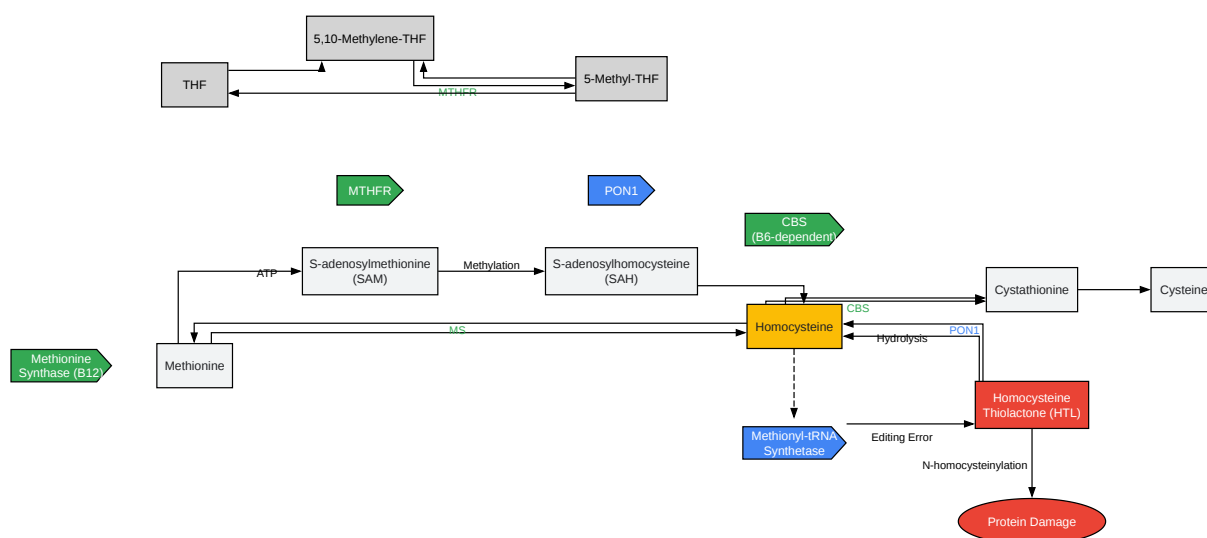 5,10-Methylene-THF
THF
5-Methyl-THF
MTHFR
MTHFR
PON1
CBS
(B6-dependent)
S-adenosylmethionine
(SAM)
Methylation
S-adenosylhomocysteine
(SAH)
ATP
Cystathionine
Cysteine
CBS
Homocysteine
MS
PON1
Hydrolysis
Methionine
Synthase (B12)
Methionine
Homocysteine
Thiolactone (HTL)
Methionyl-tRNA
Synthetase
Editing Error
N-homocysteinylation
Protein Damage